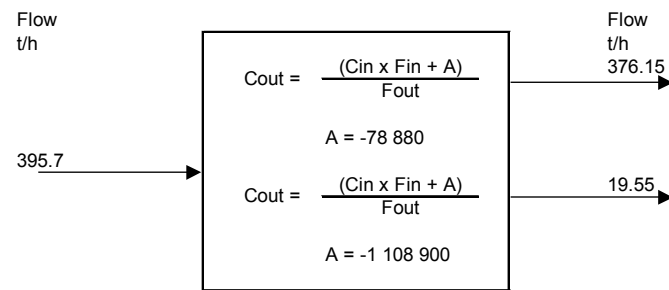 Flow
t/h
Flow
t/h
376.15
Cout = (Cin x Fin + A)
Fout
A = -78 880
395.7
Cout = (Cin x Fin + A)
Fout
19.55
A = -1 108 900